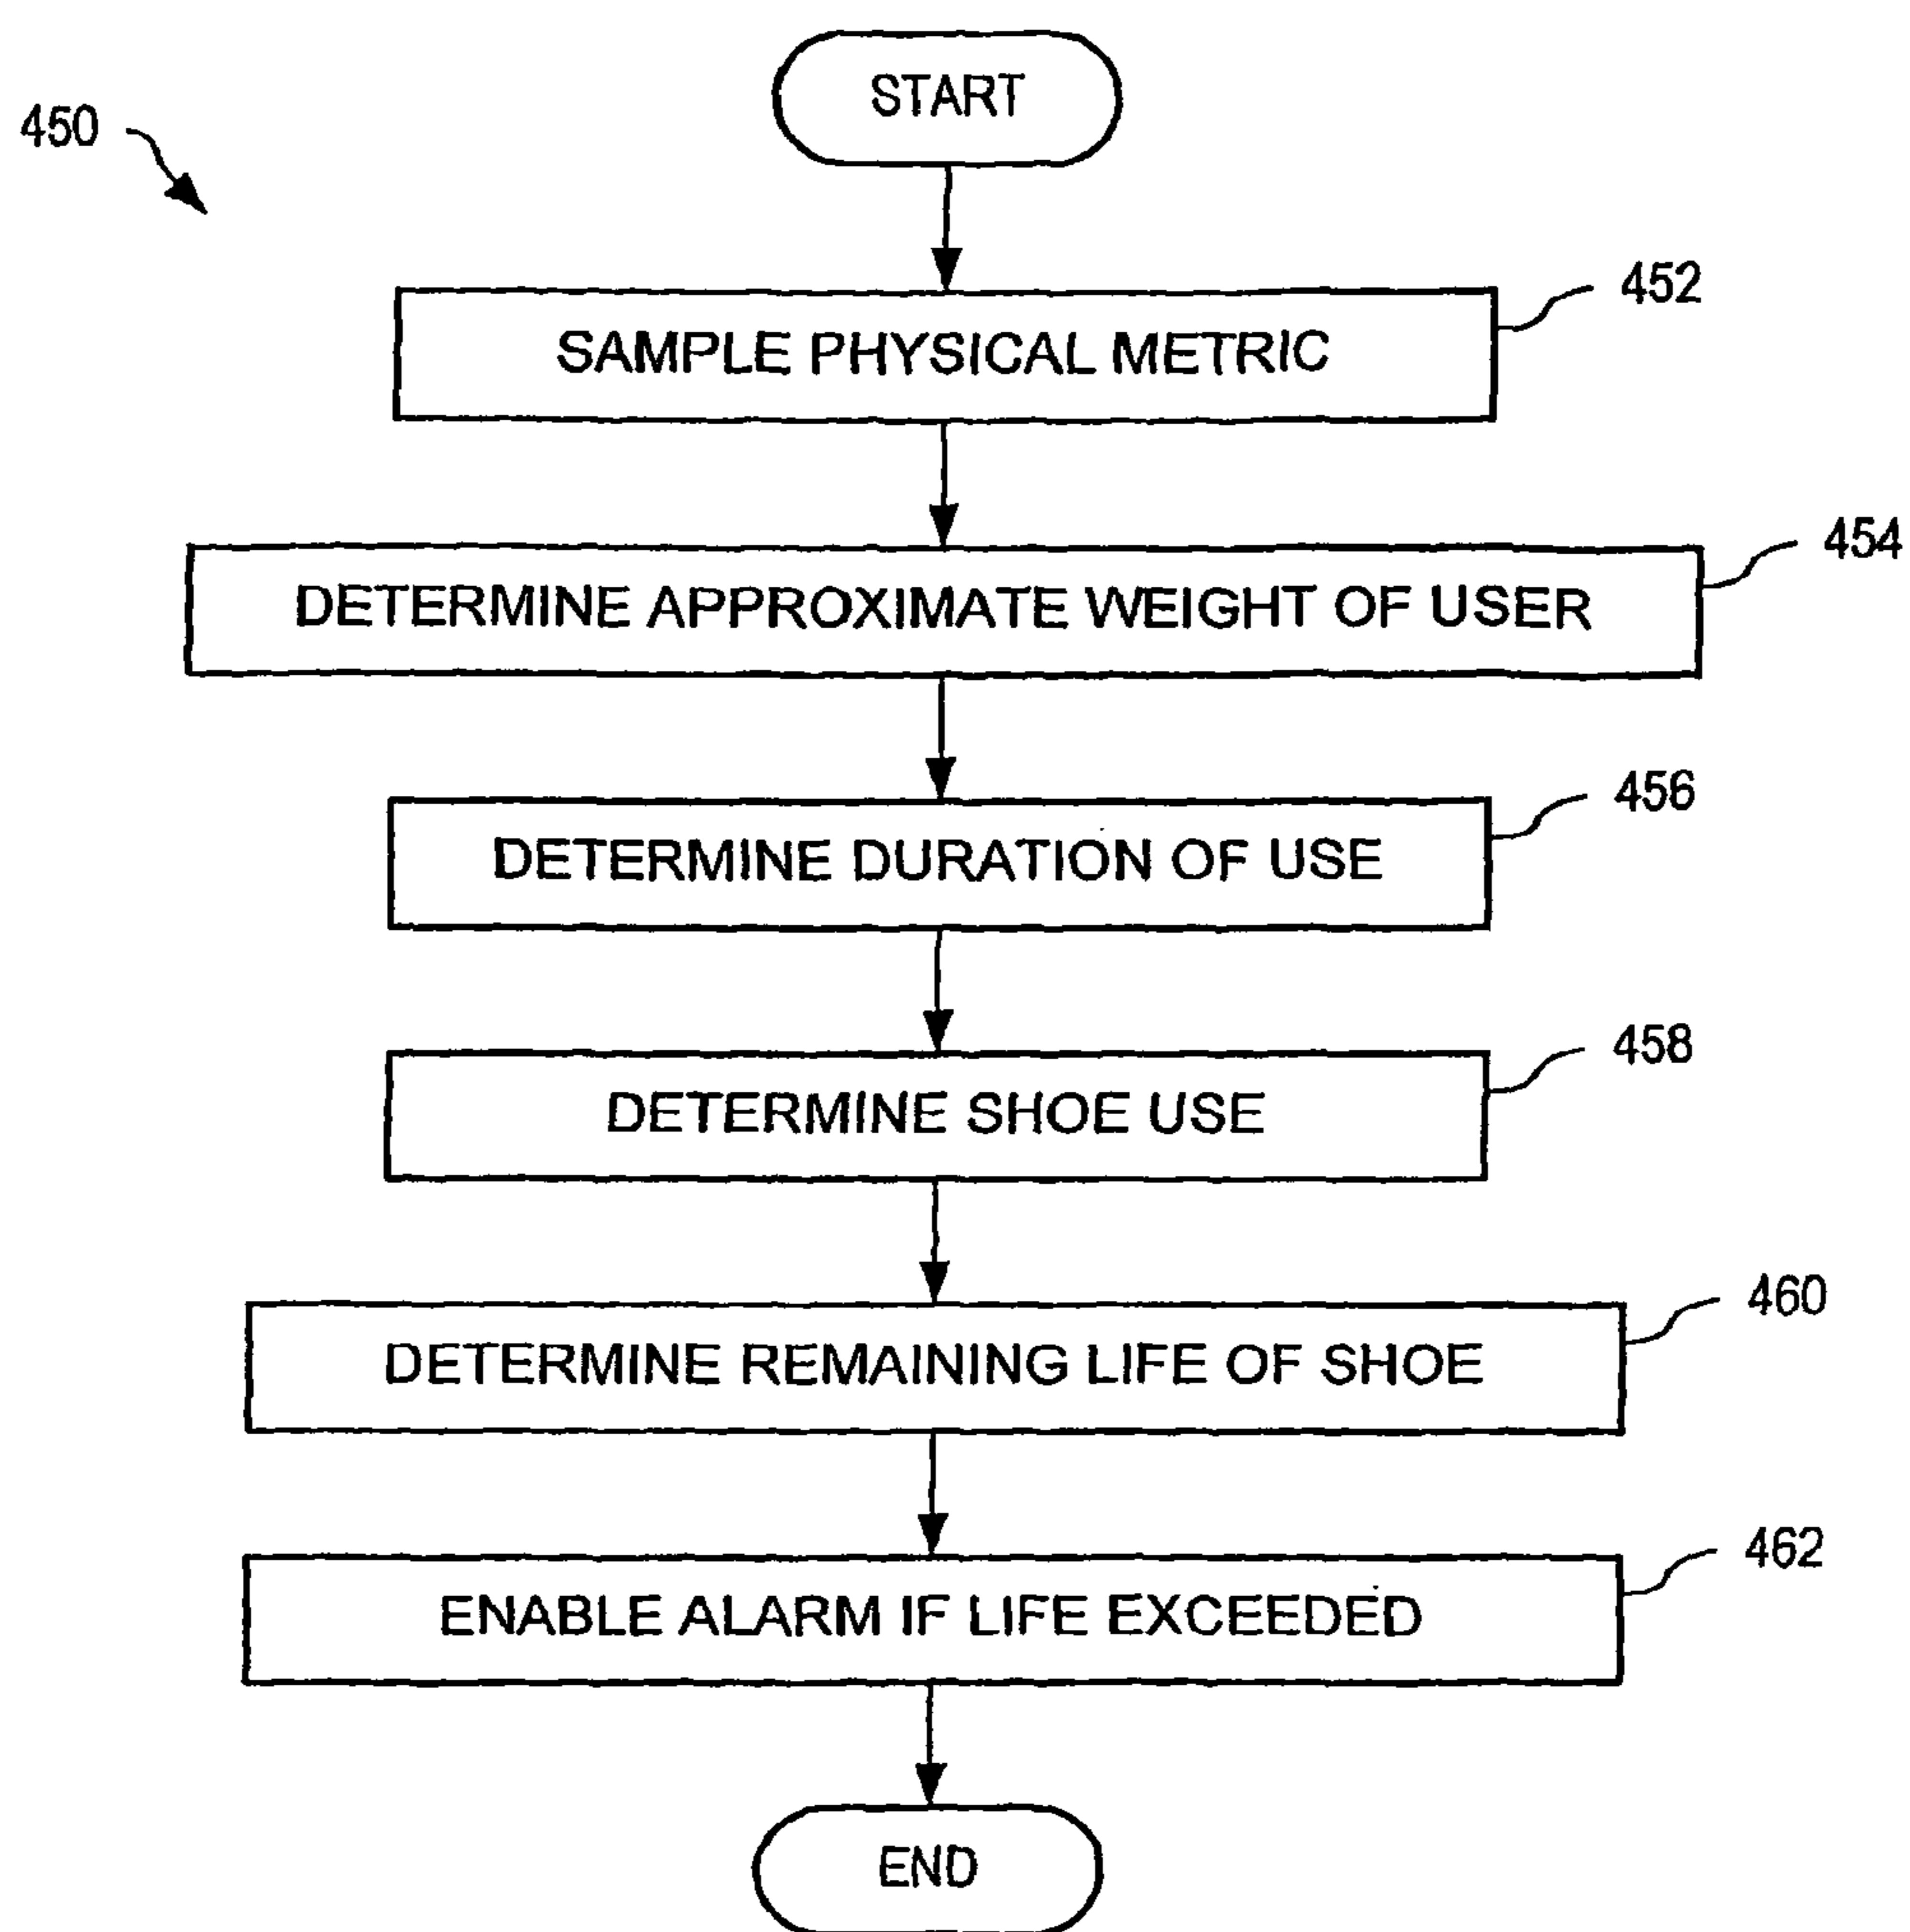 START
450
452
SAMPLE PHYSICAL METRIC
454
DETERMINE APPROXIMATE WEIGHT OF USER
456
DETERMINE DURATION OF USE
458
DETERMINE SHOE USE
460
DETERMINE REMAINING LIFE OF SHOE
462
ENABLE ALARM IF LIFE EXCEEDED
END